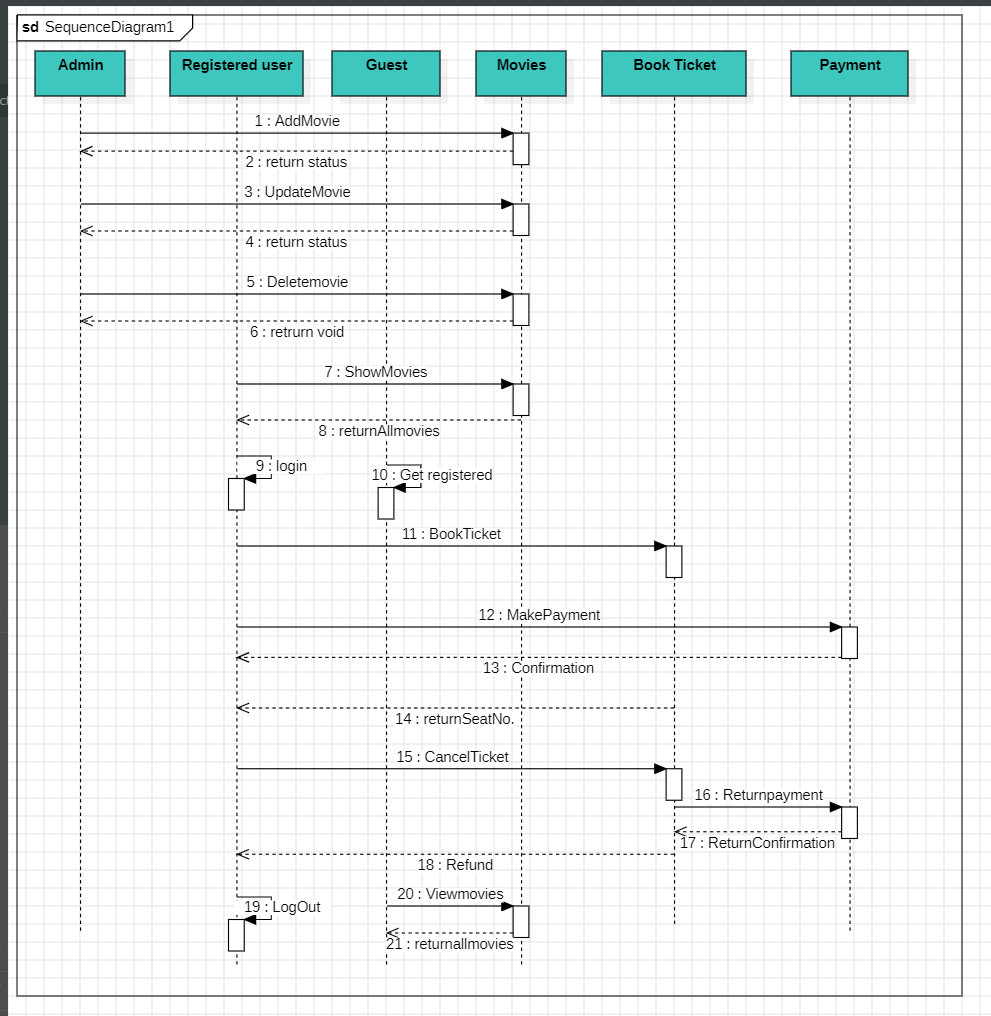 sd SequenceDiagram1
Admin
Registered user
Guest
Movies
Book Ticket
Payment
1 : AddMovie
2 : return status
3 : UpdateMovie
4 : return status
5 : Deletemovie
6 : retrurn void
7 : ShowMovies
8 : returnAllmovies
9 : login
10 : Get registered
11 : BookTicket
12 : MakePayment
13 : Confirmation
14 : returnSeatNo.
15 : CancelTicket
16 : Returnpayment
17 : ReturnConfirmation
18 : Refund
19 : LogOut
20 : Viewmovies
21 : returnallmovies